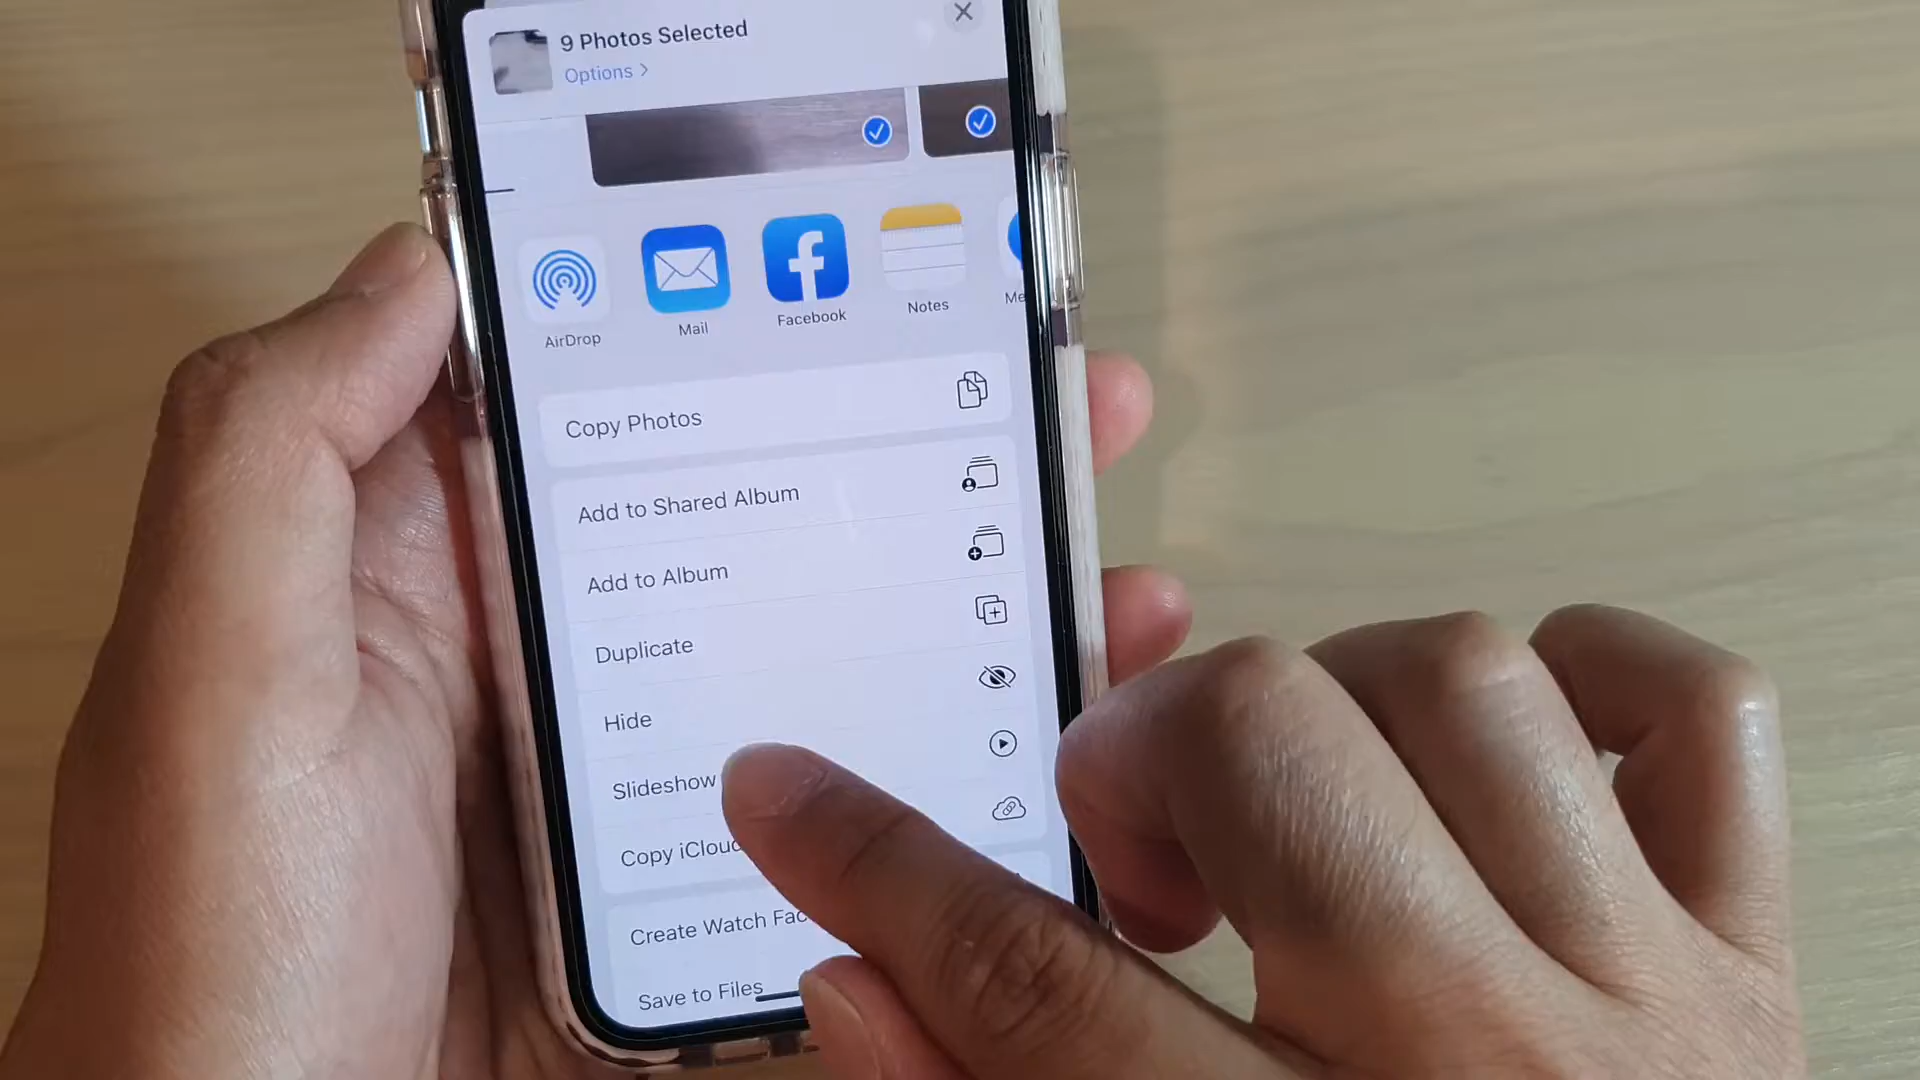 9 Photos Selected
Options >
AirDrop
Mail
Facebook
Notes
Me
Copy Photos
Add to Shared Album
Add to Album
Duplicate
Hide
Slideshow
Copy iCloud
Create Watch Fac
Save to Files